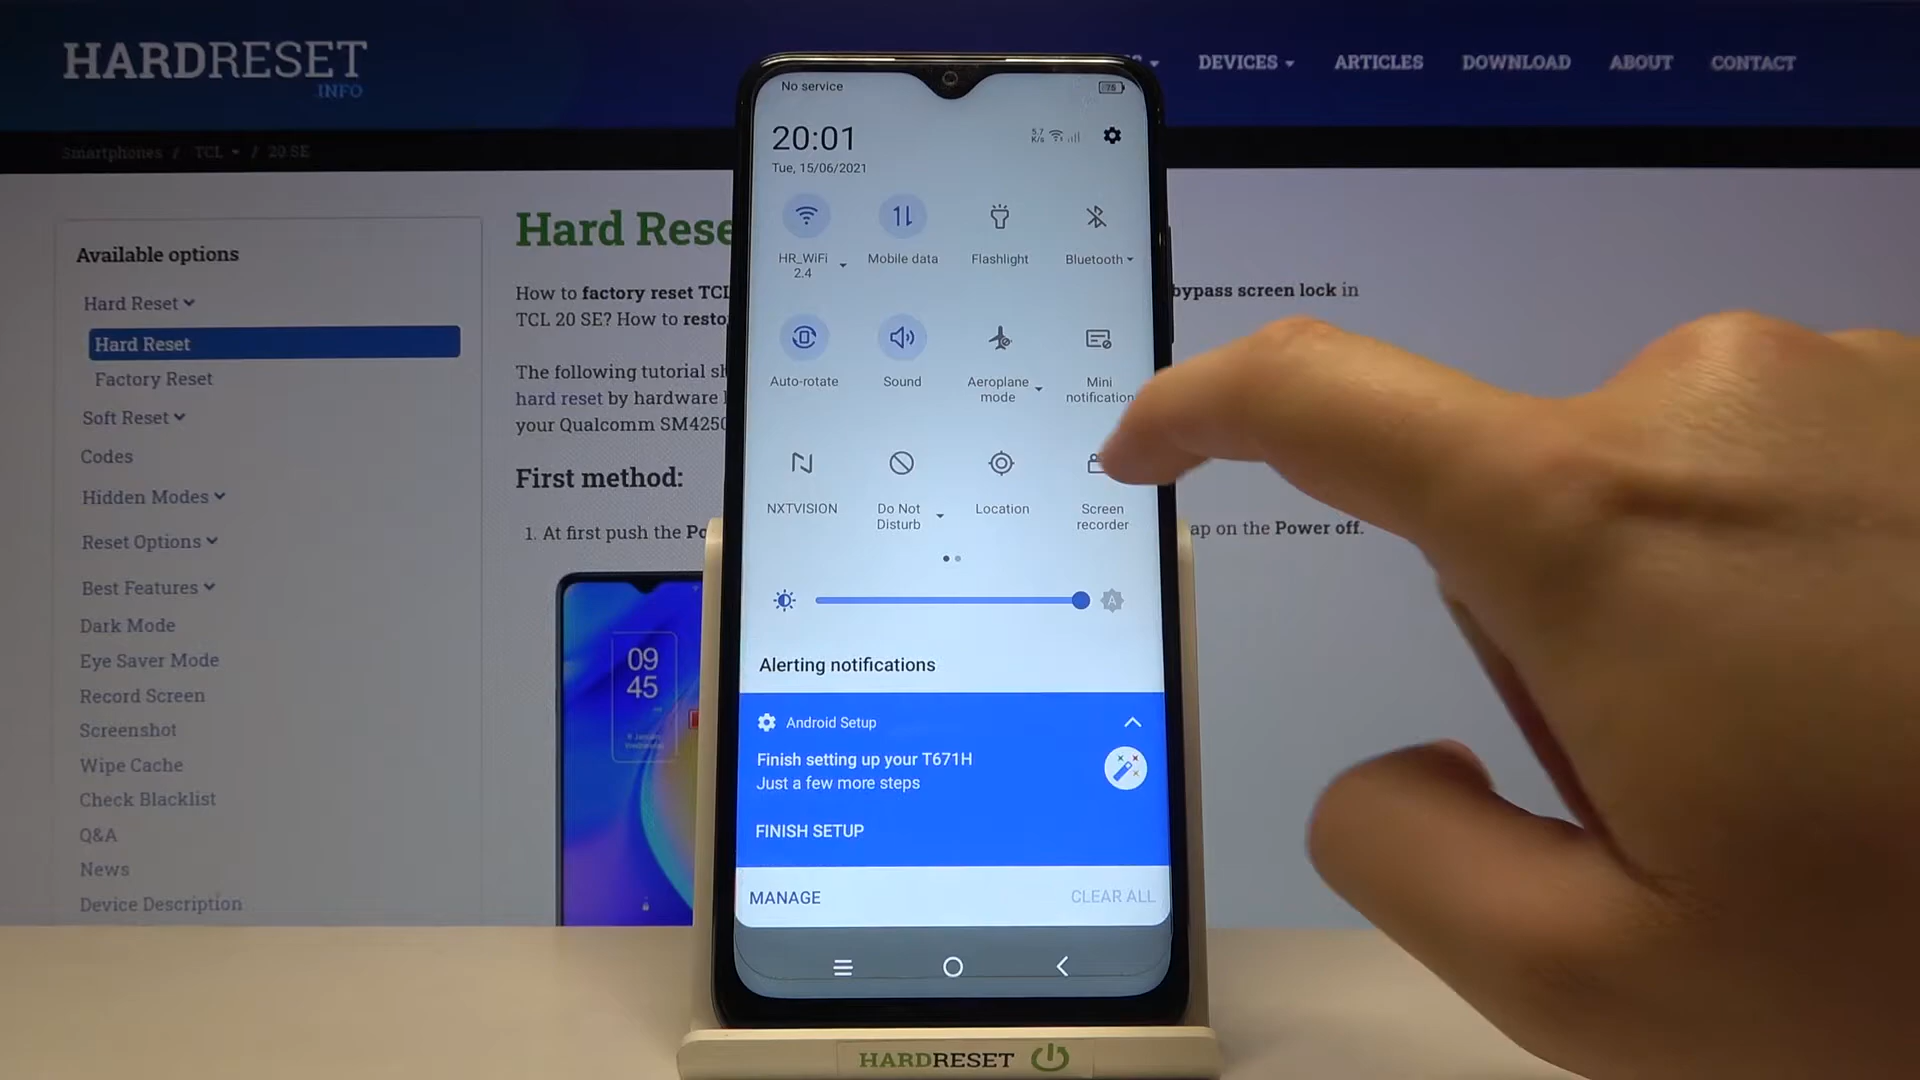 HARDRESET
.INFO
DEVICES
ARTICLES
DOWNLOAD
ABOUT
CONTACT
Smartphones / TCL / 20 SE
Available options
Hard Reset
Hard Reset
Factory Reset
Soft Reset
Codes
Hidden Modes
Reset Options
Best Features
Dark Mode
Eye Saver Mode
Record Screen
Screenshot
Wipe Cache
Check Blacklist
Q&A
News
Device Description
Hard Rese
How to factory reset TCL
bypass screen lock in
TCL 20 SE? How to resto
The following tutorial sh
hard reset by hardware
your Qualcomm SM4250
First method:
1. At first push the Po
ap on the Power off.
09
45
No service
75
20:01
5.7
K/s
Tue, 15/06/2021
HR_WiFi
2.4
Mobile data
Flashlight
Bluetooth
Auto-rotate
Sound
Aeroplane
mode
Mini
notification
NXTVISION
Do Not
Disturb
Location
Screen
recorder
A
Alerting notifications
Android Setup
Finish setting up your T671H
Just a few more steps
FINISH SETUP
MANAGE
CLEAR ALL
HARDRESET